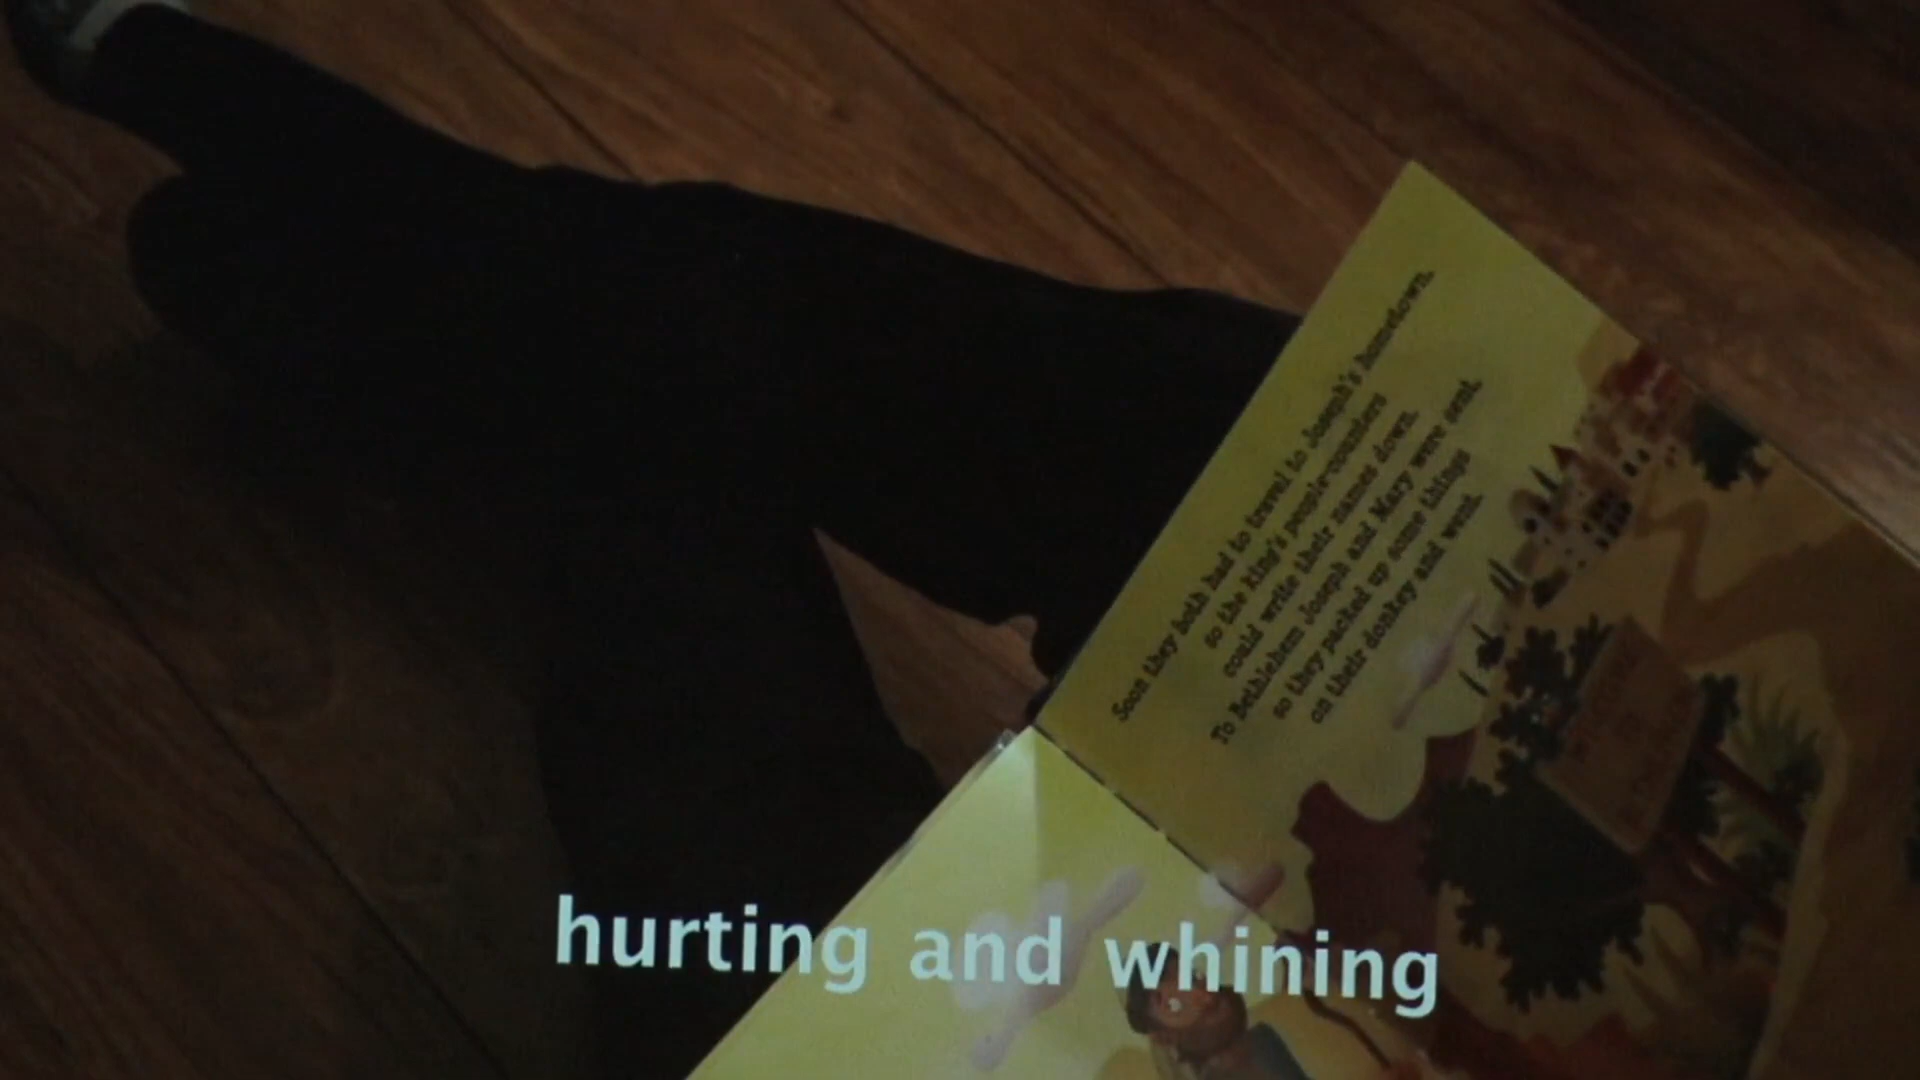 Soon they both had to travel to Joseph's hometown,
so the king's people-counters
could write their names down.
To Bethlehem Joseph and Mary were sent,
so they packed up some things
on their donkey and went.
hurting and whining